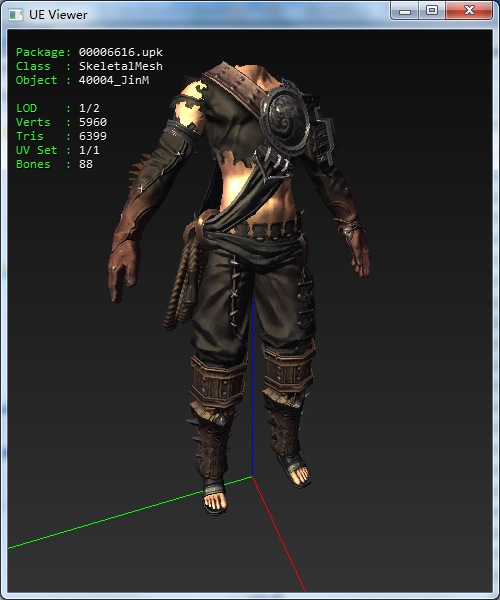 UE Viewer
Package: 00006616.upk
Class  : SkeletalMesh
Object : 40004_JinM
LOD    : 1/2
Verts  : 5960
Tris   : 6399
UV Set : 1/1
Bones  : 88